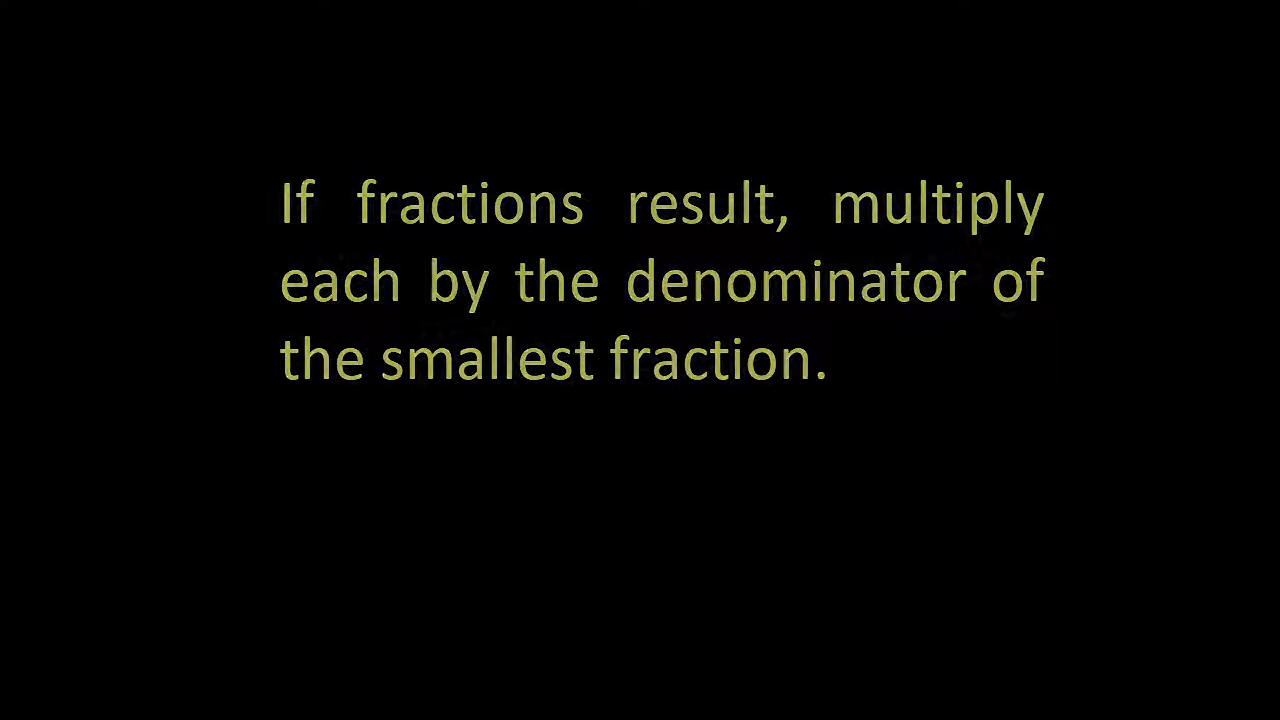 If fractions result, multiply
each by the denominator of
the smallest fraction.